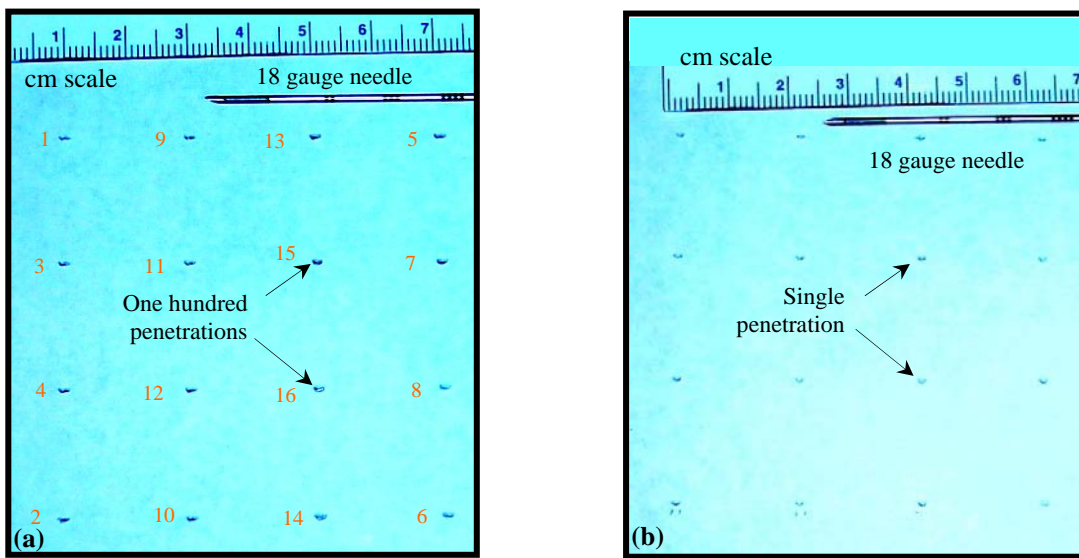 1 2 3 4 5 6 7
cm scale
18 gauge needle
1 9 13 5
3 11 15 7
One hundred
penetrations
4 12 16 8
2 10 14 6
(a)
cm scale
1 2 3 4 5 6 7
18 gauge needle
Single
penetration
(b)